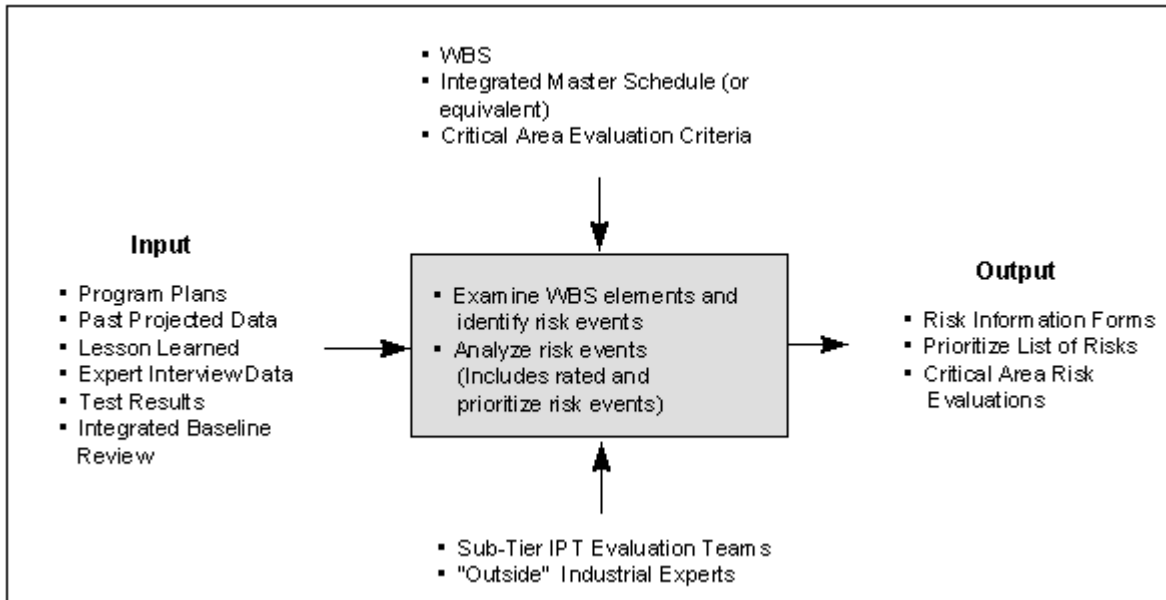 ▪ WBS
▪ Integrated Master Schedule (or
equivalent)
▪ Critical Area Evaluation Criteria
Input
▪ Program Plans
▪ Past Projected Data
▪ Lesson Learned
▪ Expert Interview Data
▪ Test Results
▪ Integrated Baseline
Review
▪ Examine WBS elements and
identify risk events
▪ Analyze risk events
(Includes rated and
prioritize risk events)
Output
▪ Risk Information Forms
▪ Prioritize List of Risks
▪ Critical Area Risk
Evaluations
▪ Sub-Tier IPT Evaluation Teams
▪ "Outside" Industrial Experts